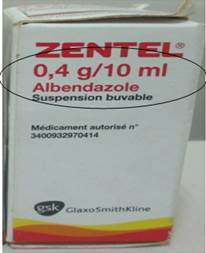 ZENTEL®
0,4 g/10 ml
Albendazole
Suspension buvable
Médicament autorisé n°
3400932970414
gsk GlaxoSmithKline